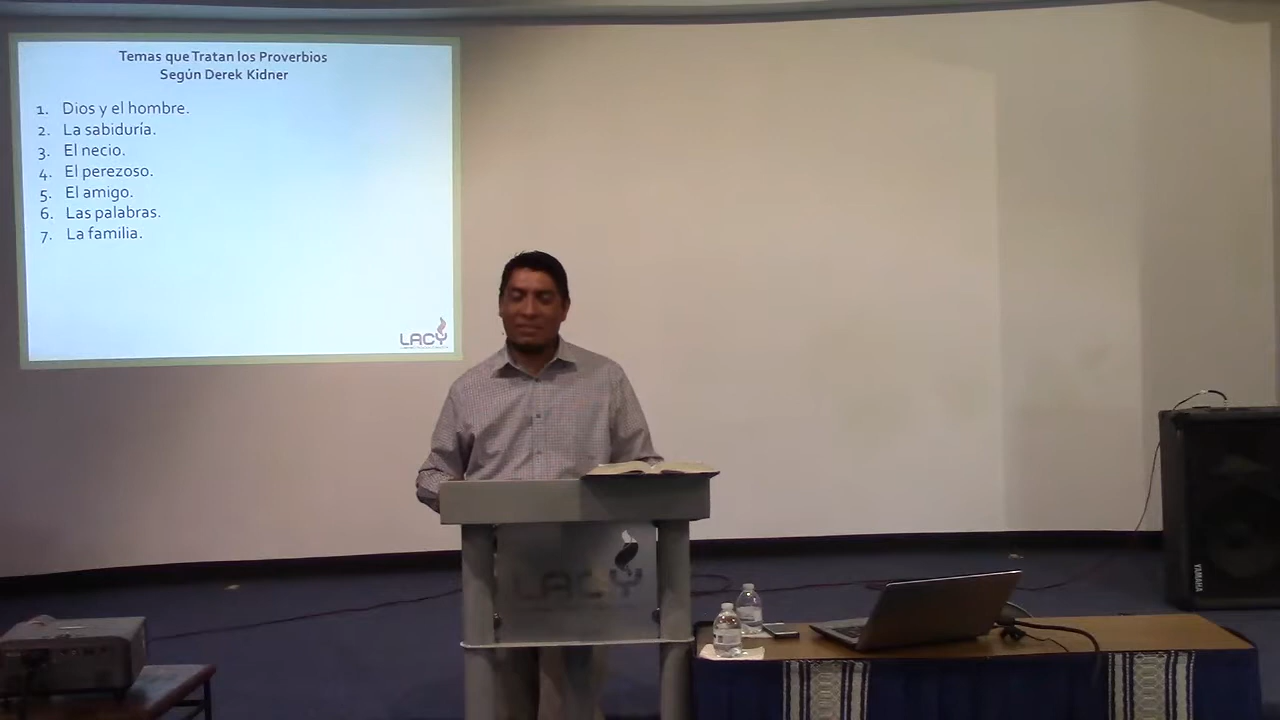 Temas que Tratan los Proverbios
Según Derek Kidner
1. Dios y el hombre.
2. La sabiduría.
3. El necio.
4. El perezoso.
5. El amigo.
6. Las palabras.
7. La familia.
LACY
LACY
YAMAHA